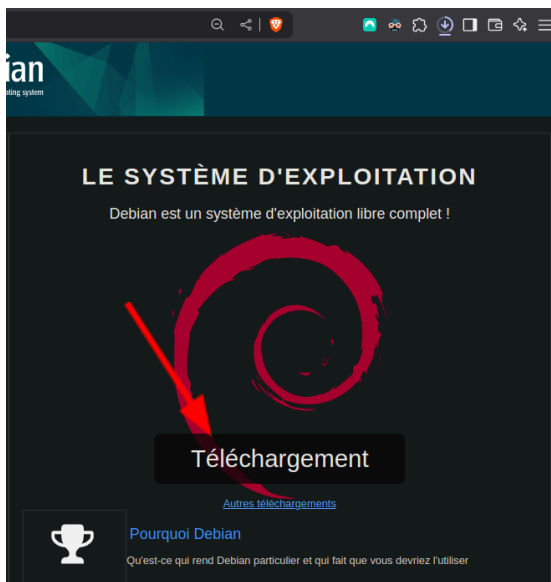 ian
ating system
LE SYSTÈME D'EXPLOITATION
Debian est un système d'exploitation libre complet !
Téléchargement
Autres téléchargements
Pourquoi Debian
Qu'est-ce qui rend Debian particulier et qui fait que vous devriez l'utiliser